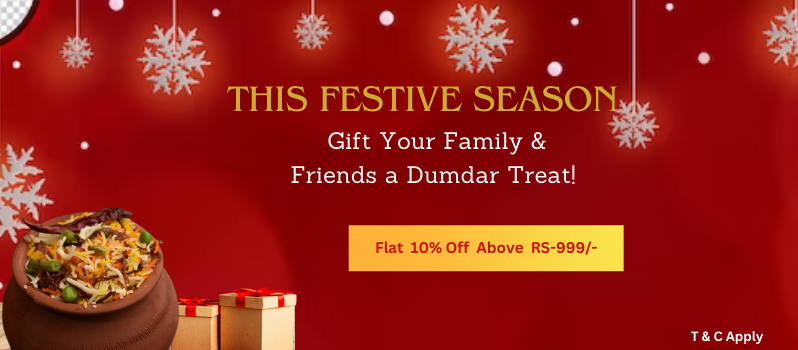 THIS FESTIVE SEASON
Gift Your Family &
Friends a Dumdar Treat!
Flat 10% Off Above RS-999/-
T & C Apply